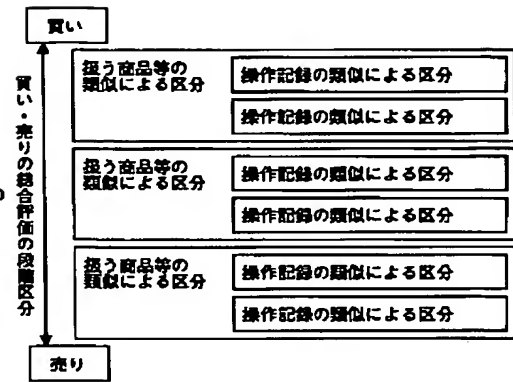 買い
買い・売りの総合評価の段階区分
扱う商品等の
類似による区分
操作記録の類似による区分
操作記録の類似による区分
扱う商品等の
類似による区分
操作記録の類似による区分
操作記録の類似による区分
扱う商品等の
類似による区分
操作記録の類似による区分
操作記録の類似による区分
売り